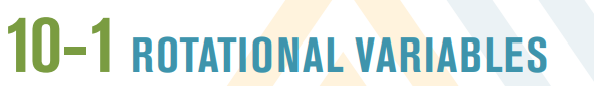 10-1 ROTATIONAL VARIABLES